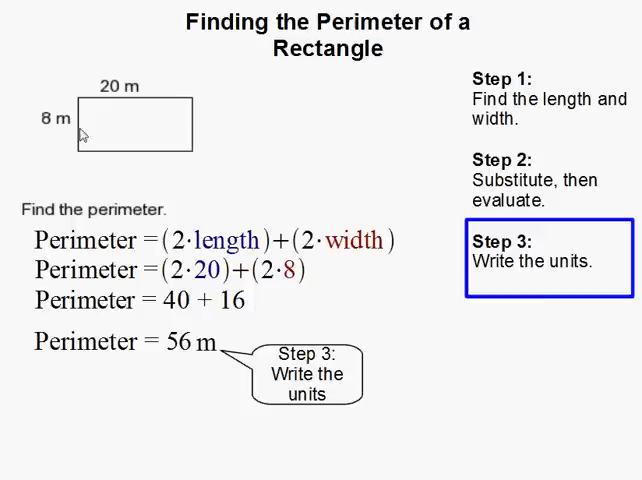 Finding the Perimeter of a
Rectangle
20 m
8 m
Step 1:
Find the length and
width.
Step 2:
Substitute, then
evaluate.
Step 3:
Write the units.
Find the perimeter.
Perimeter =(2·length)+(2·width)
Perimeter =(2·20)+(2·8)
Perimeter = 40 + 16
Perimeter = 56 m
Step 3:
Write the
units